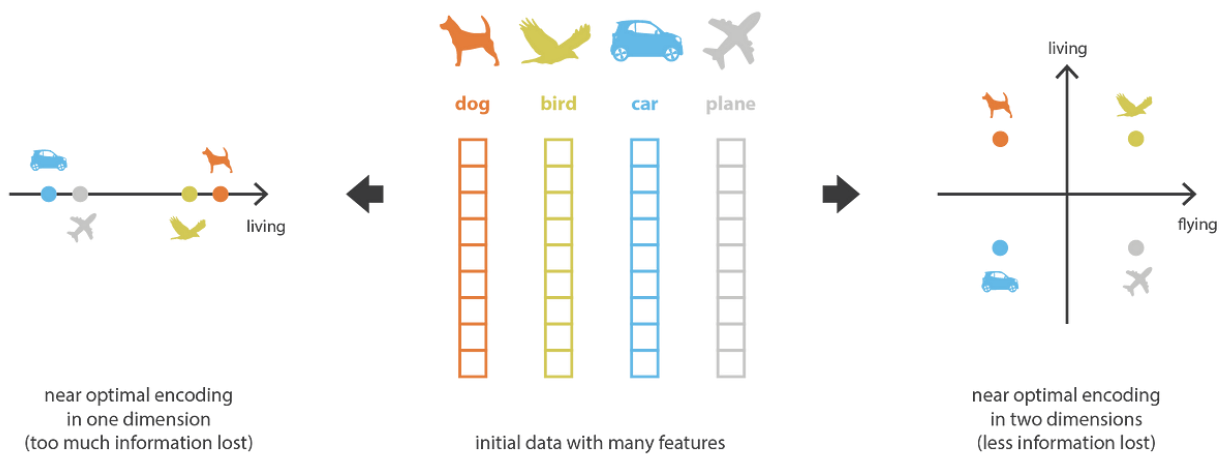 dog bird car plane
living
living
flying
near optimal encoding
in one dimension
(too much information lost)
initial data with many features
near optimal encoding
in two dimensions
(less information lost)